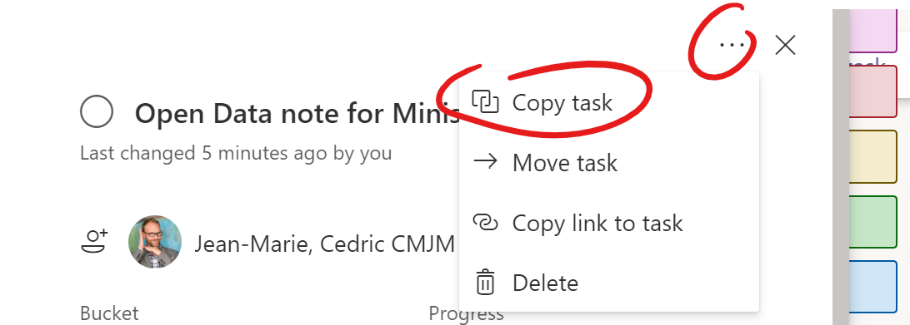 ...
Copy task
Open Data note for Minis
Last changed 5 minutes ago by you
Move task
Copy link to task
Jean-Marie, Cedric CMJM
Delete
Bucket
Progress